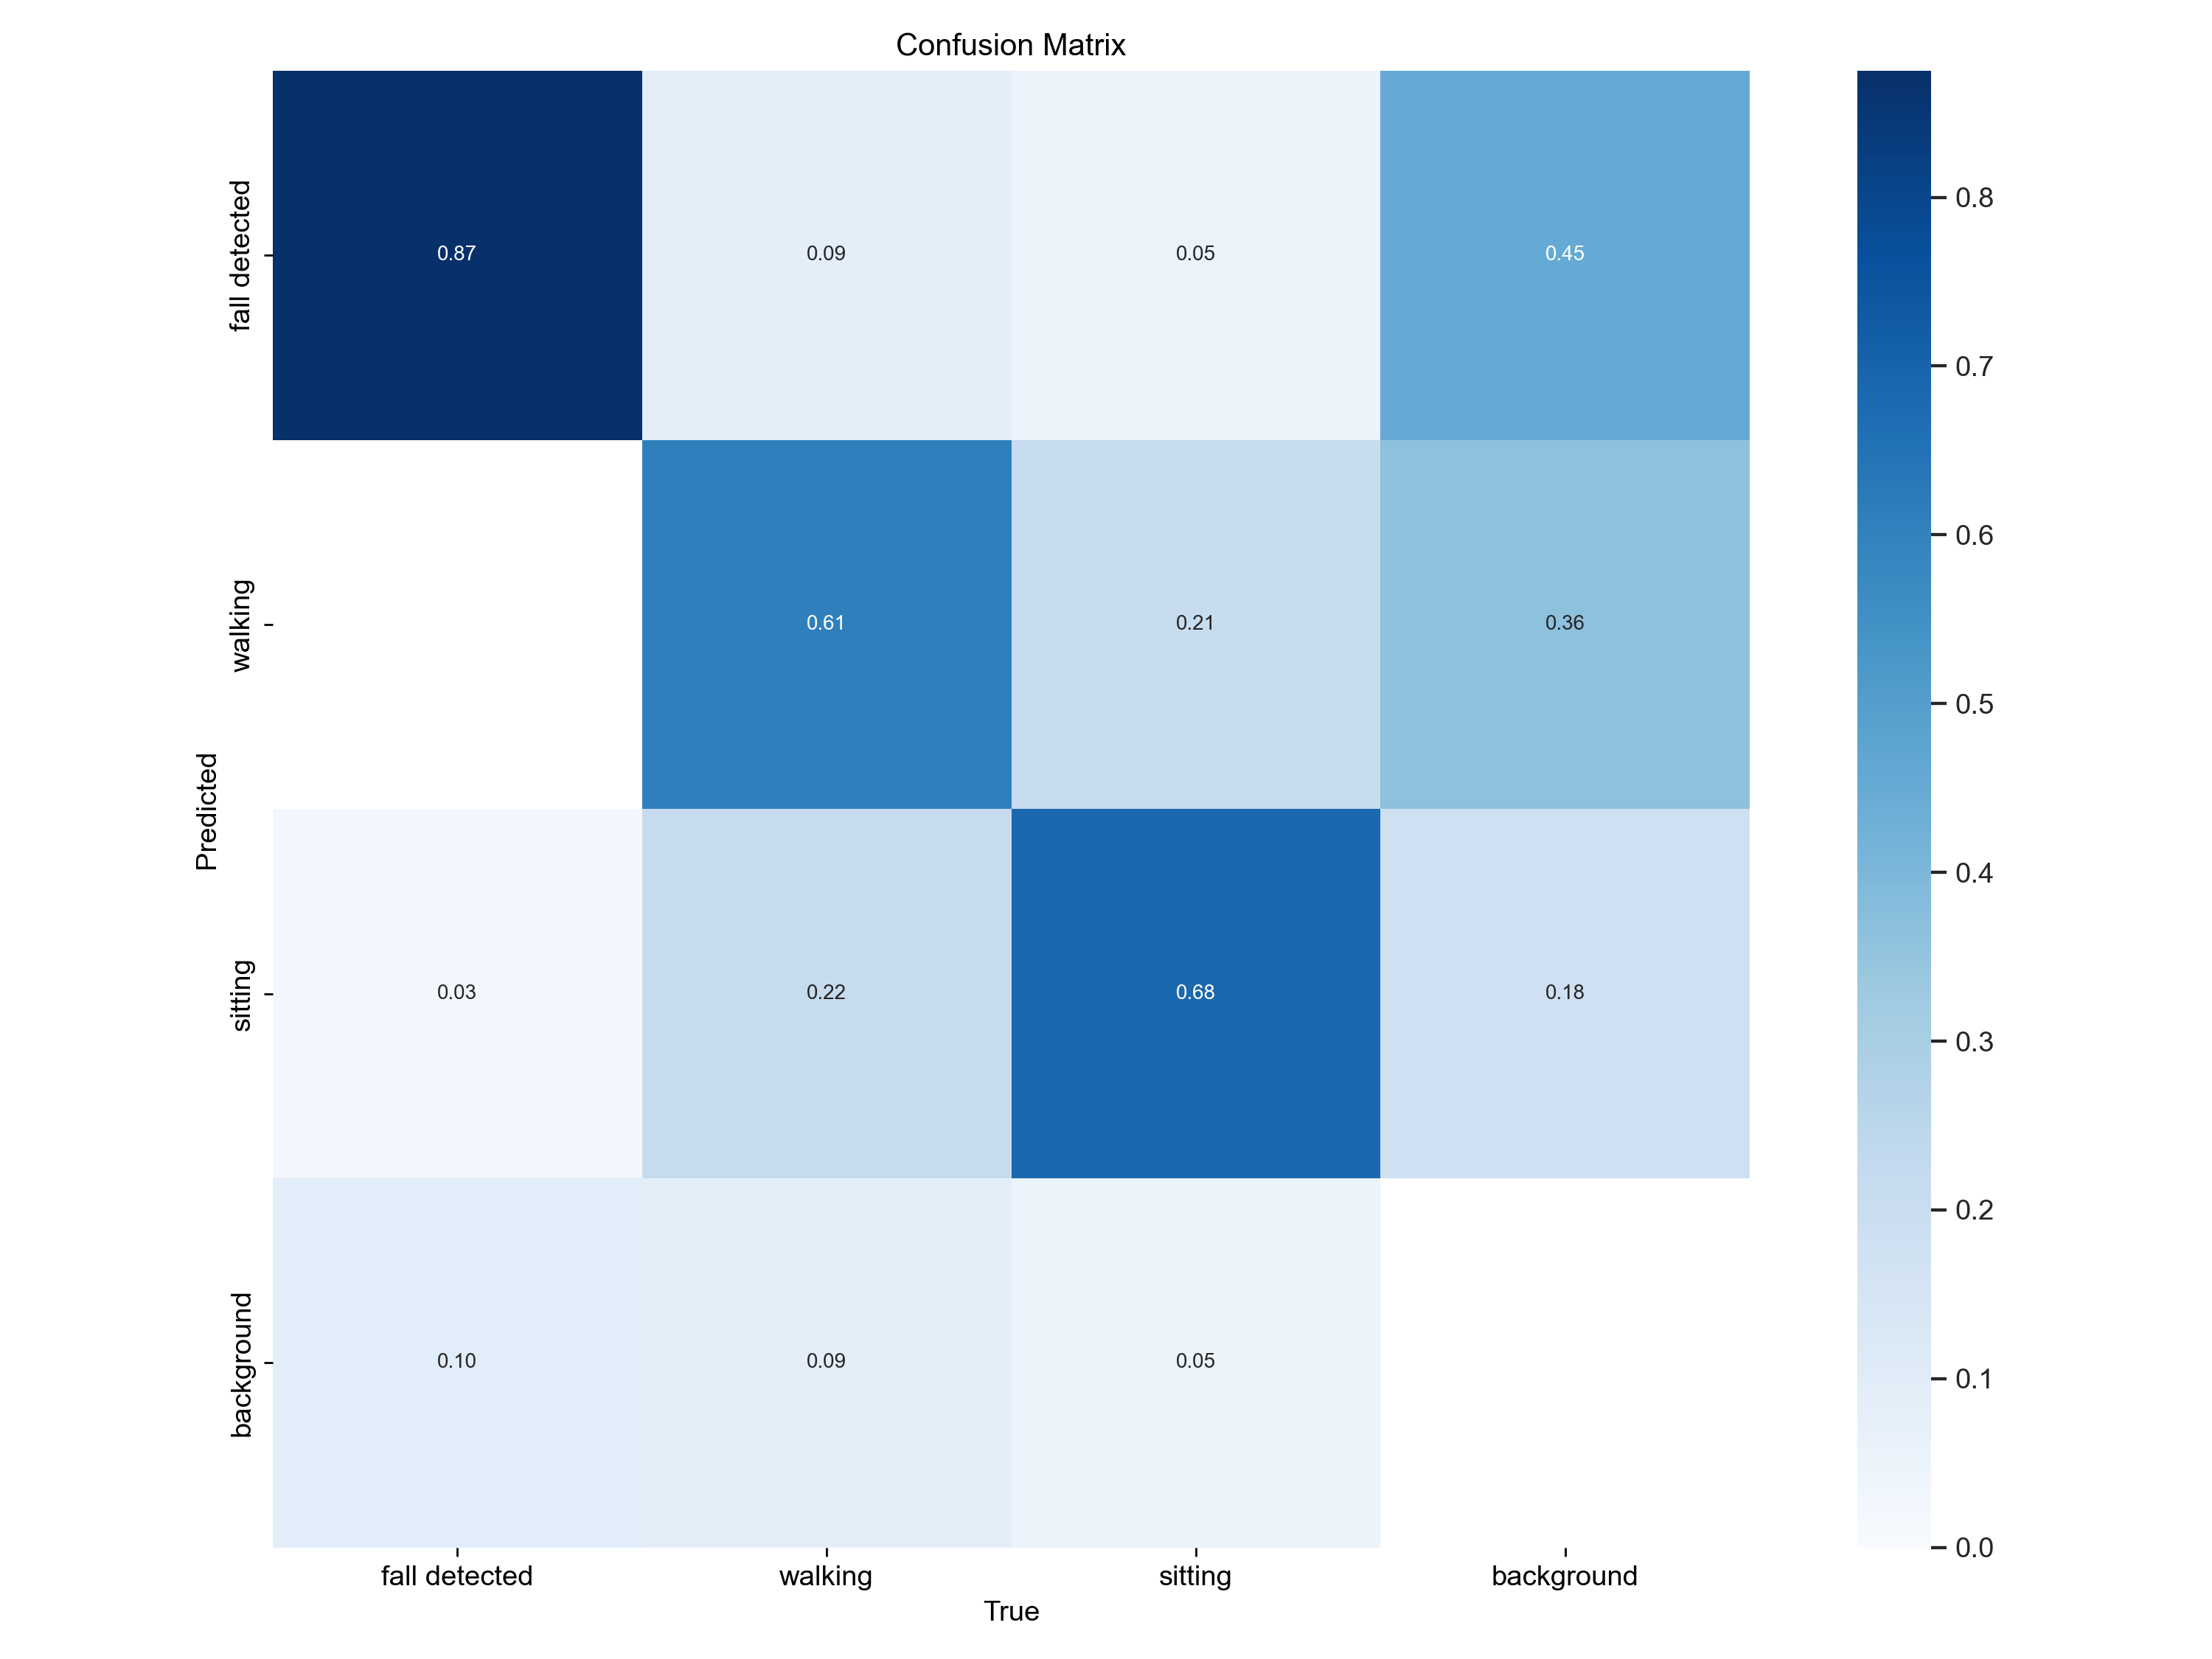 Confusion Matrix
fall detected
0.87
0.09
0.05
0.45
walking
0.61
0.21
0.36
sitting
0.03
0.22
0.68
0.18
background
0.10
0.09
0.05
Predicted
fall detected
walking
sitting
background
True
0.8
0.7
0.6
0.5
0.4
0.3
0.2
0.1
0.0